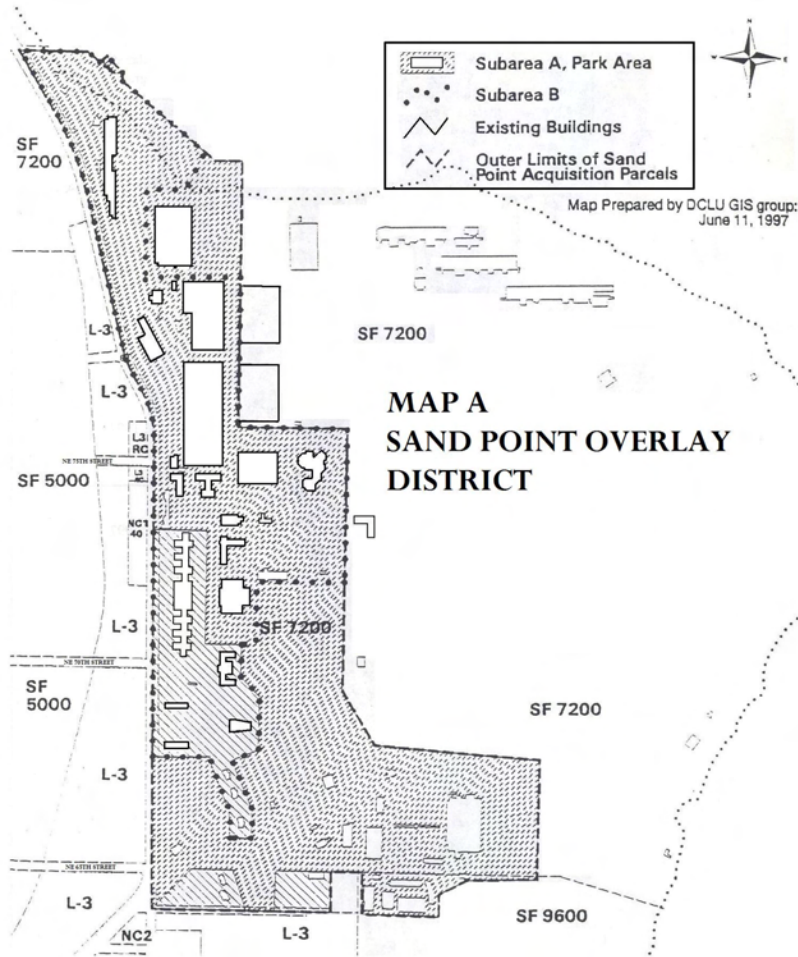 Subarea A, Park Area
Subarea B
Existing Buildings
Outer Limits of Sand
Point Acquisition Parcels
W
E
S
Map Prepared by DCLU GIS group:
June 11, 1997
SF
7200
L-3
SF 7200
L-3
MAP A
SAND POINT OVERLAY
DISTRICT
L3
RC
NE 75TH STREET
SF 5000
NC1
40
L-3
SF 7200
NE 70TH STREET
SF
5000
SF 7200
L-3
NE 65TH STREET
L-3
SF 9600
NC2
L-3